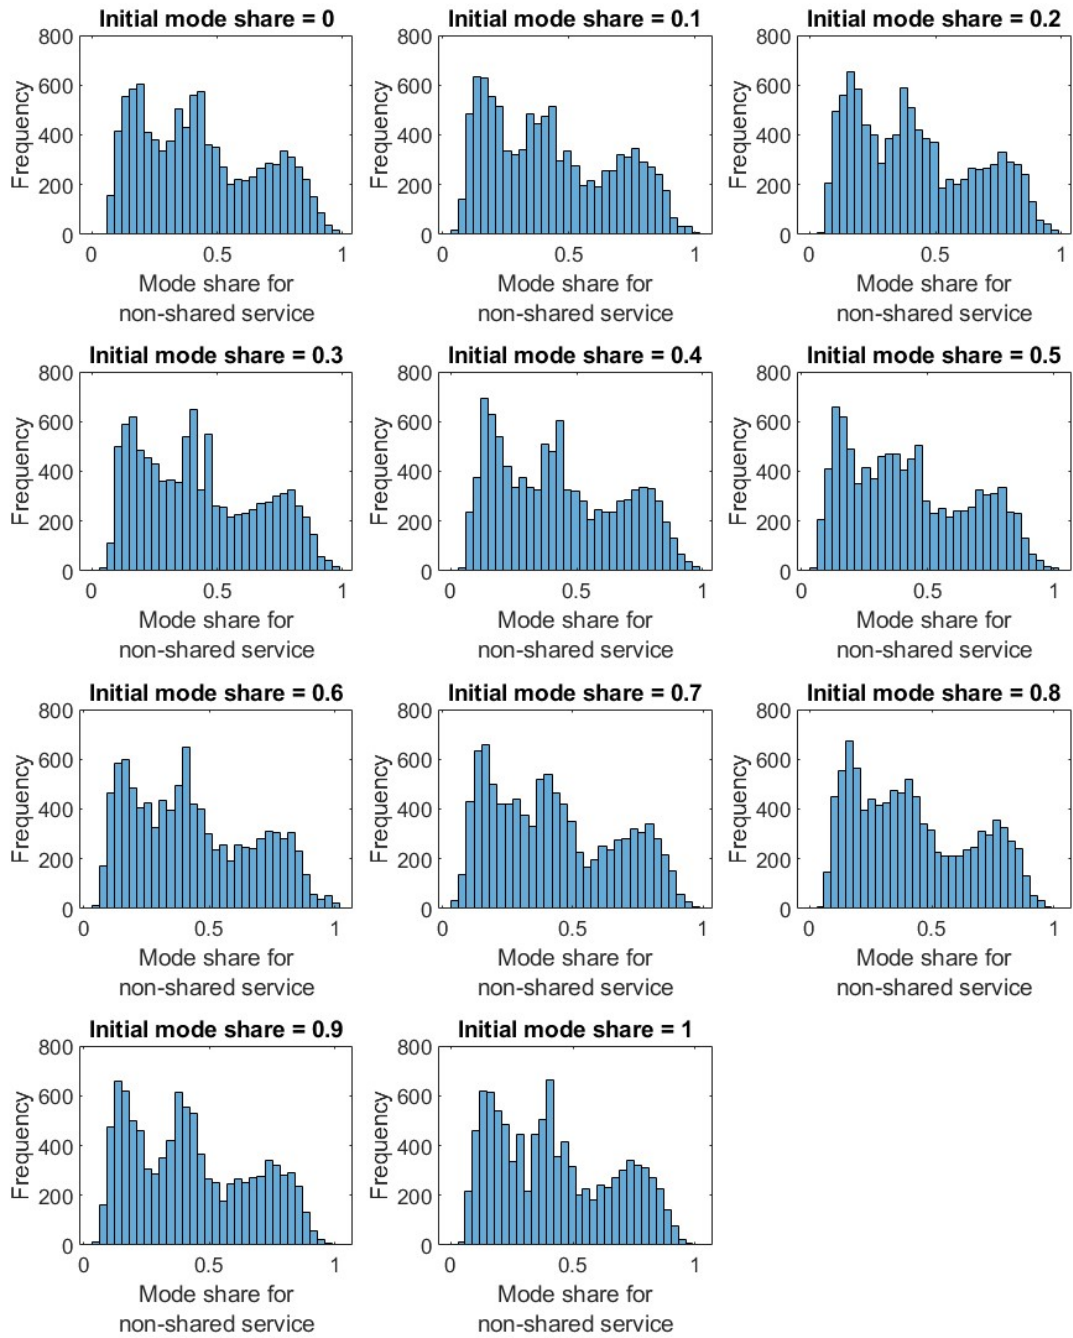 Initial mode share = 0
800
600
400
200
0
Frequency
0 0.5 1
Mode share for
non-shared service
Initial mode share = 0.1
800
600
400
200
0
Frequency
0 0.5 1
Mode share for
non-shared service
Initial mode share = 0.2
800
600
400
200
0
Frequency
0 0.5 1
Mode share for
non-shared service
Initial mode share = 0.3
800
600
400
200
0
Frequency
0 0.5 1
Mode share for
non-shared service
Initial mode share = 0.4
800
600
400
200
0
Frequency
0 0.5 1
Mode share for
non-shared service
Initial mode share = 0.5
800
600
400
200
0
Frequency
0 0.5 1
Mode share for
non-shared service
Initial mode share = 0.6
800
600
400
200
0
Frequency
0 0.5 1
Mode share for
non-shared service
Initial mode share = 0.7
800
600
400
200
0
Frequency
0 0.5 1
Mode share for
non-shared service
Initial mode share = 0.8
800
600
400
200
0
Frequency
0 0.5 1
Mode share for
non-shared service
Initial mode share = 0.9
800
600
400
200
0
Frequency
0 0.5 1
Mode share for
non-shared service
Initial mode share = 1
800
600
400
200
0
Frequency
0 0.5 1
Mode share for
non-shared service